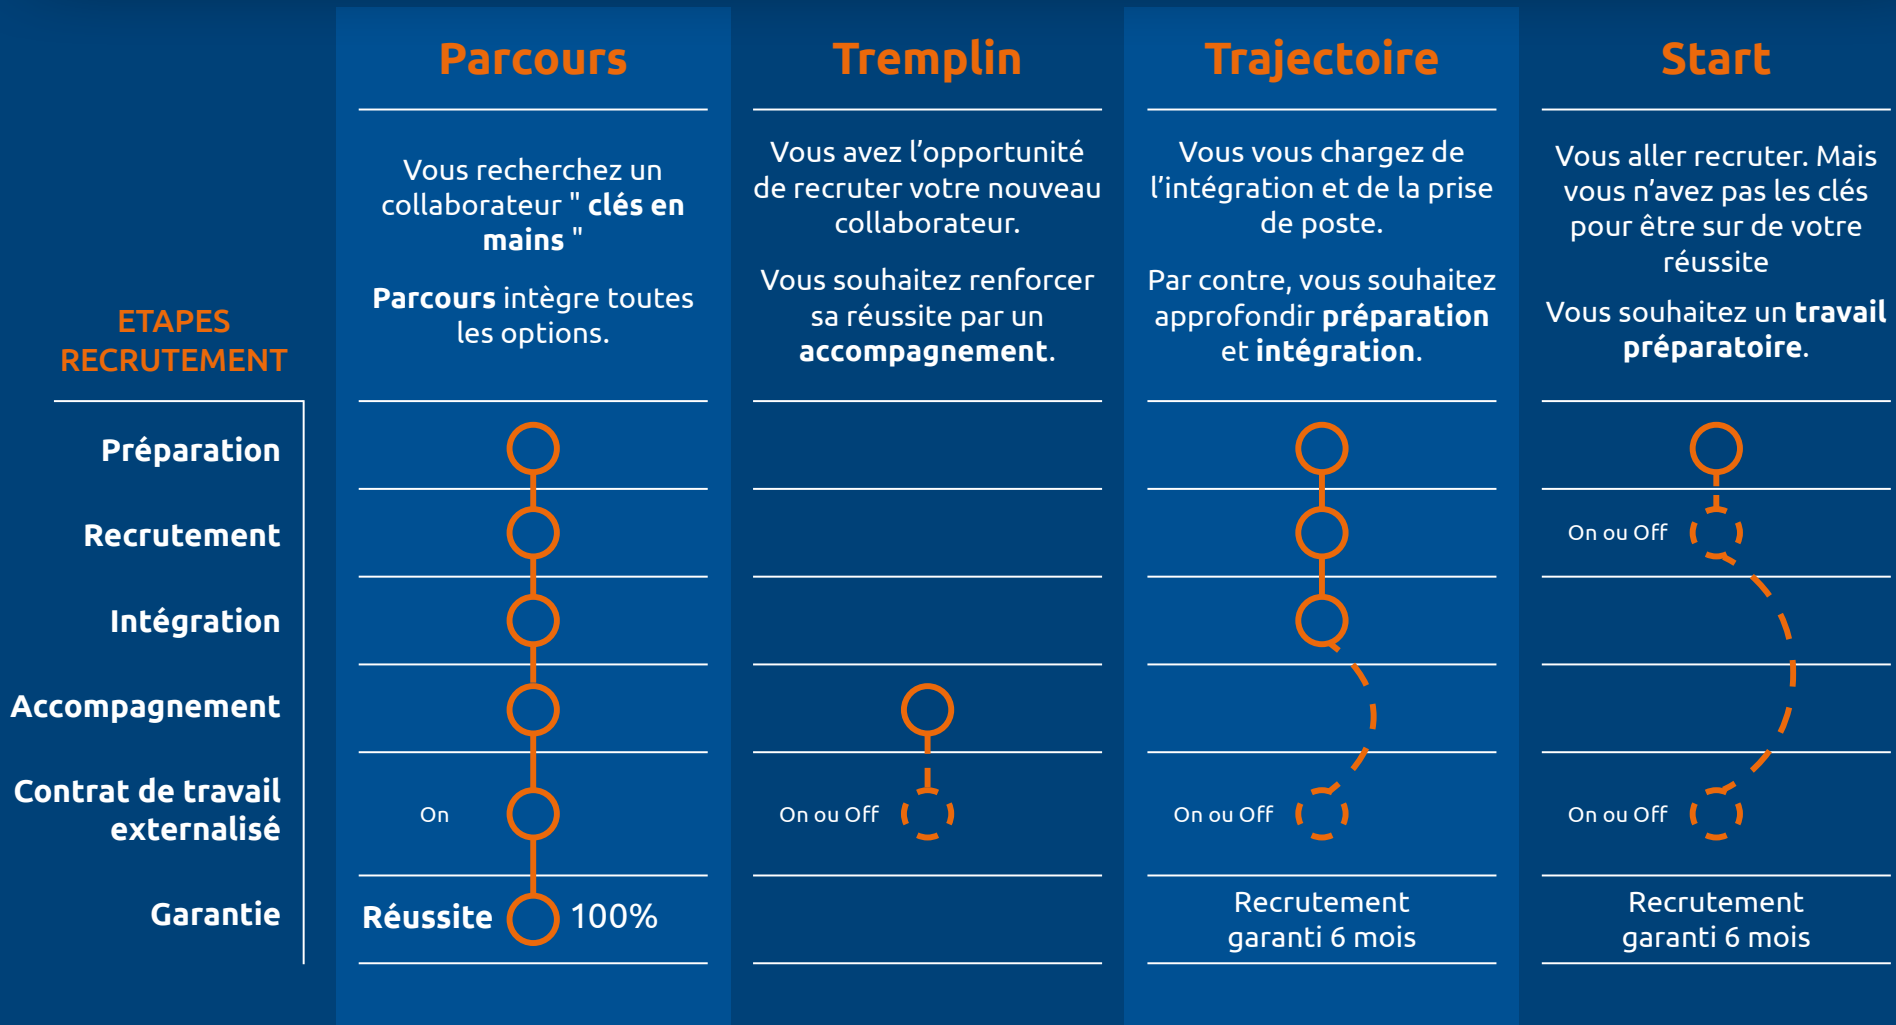 Parcours
Tremplin
Trajectoire
Start
Vous recherchez un
collaborateur " clés en
mains "
Parcours intègre toutes
les options.
Vous avez l’opportunité
de recruter votre nouveau
collaborateur.
Vous souhaitez renforcer
sa réussite par un
accompagnement.
Vous vous chargez de
l’intégration et de la prise
de poste.
Par contre, vous souhaitez
approfondir préparation
et intégration.
Vous aller recruter. Mais
vous n’avez pas les clés
pour être sur de votre
réussite
Vous souhaitez un travail
préparatoire.
ETAPES
RECRUTEMENT
Préparation
Recrutement
On ou Off
Intégration
Accompagnement
Contrat de travail
externalisé
On
On ou Off
On ou Off
On ou Off
Garantie
Réussite 100%
Recrutement
garanti 6 mois
Recrutement
garanti 6 mois